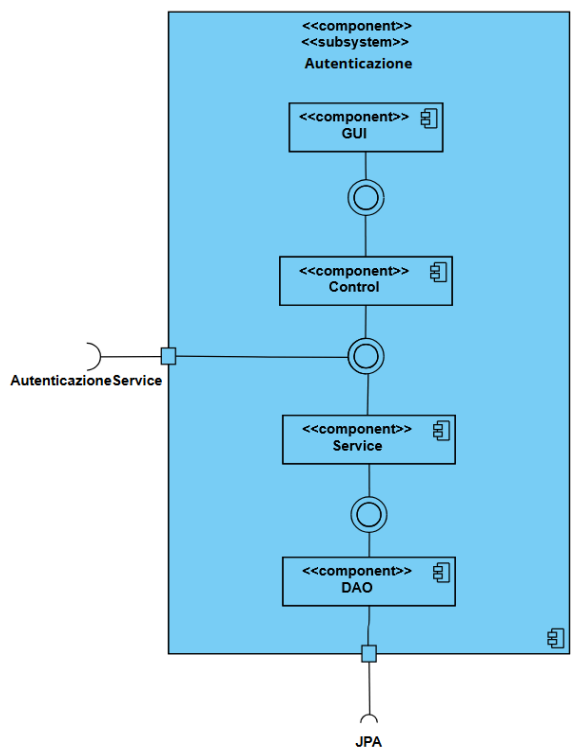 <<component>>
<<subsystem>>
Autenticazione
<<component>>
GUI
<<component>>
Control
AutenticazioneService
<<component>>
Service
<<component>>
DAO
JPA